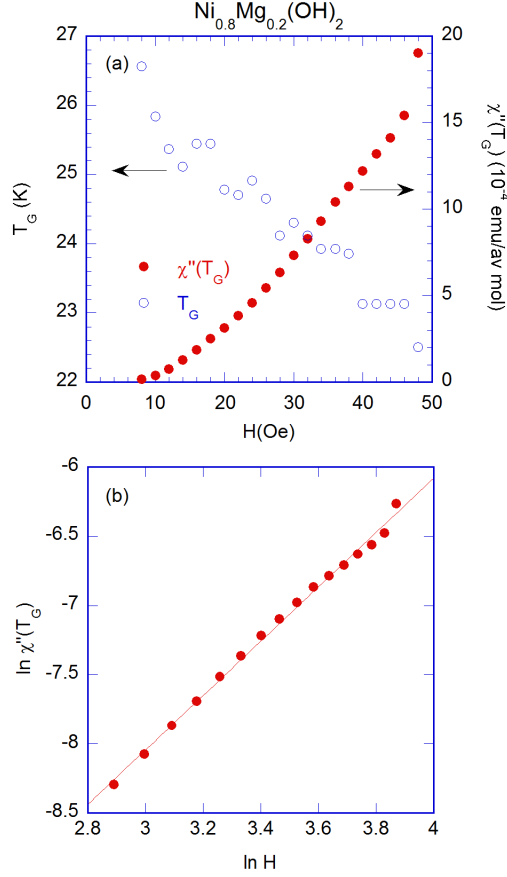 Ni0.8Mg0.2(OH)2
(a)
27
26
25
24
23
22
TG (K)
20
15
10
5
0
χ''(TG) (10-4 emu/av mol)
χ''(TG)
TG
0 10 20 30 40 50
H(Oe)
(b)
-6
-6.5
-7
-7.5
-8
-8.5
ln χ''(TG)
2.8 3 3.2 3.4 3.6 3.8 4
ln H